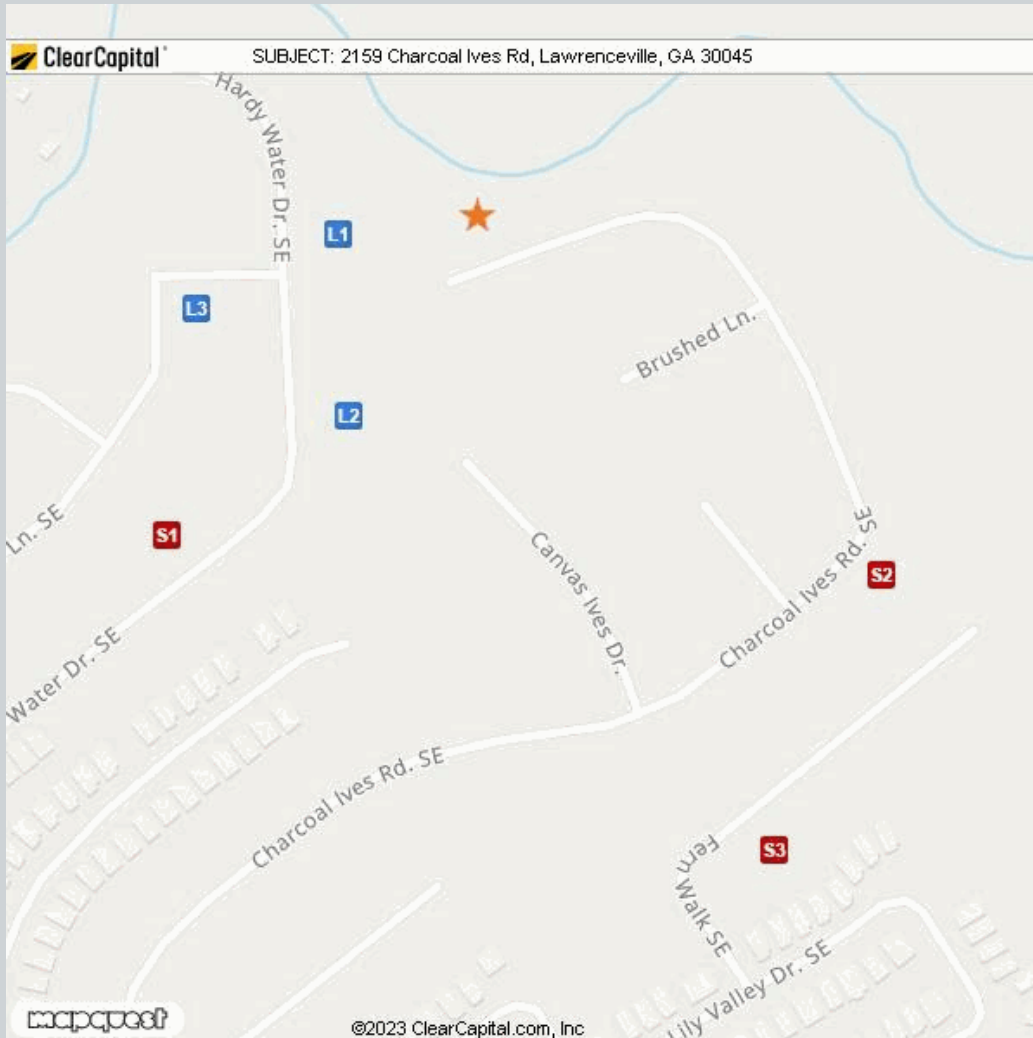 ClearCapital
SUBJECT: 2159 Charcoal Ives Rd, Lawrenceville, GA 30045
Hardy Water Dr. SE
L1
L3
Brushed Ln.
L2
Ln. SE
S1
Canvas Ives Dr.
Charcoal Ives Rd. SE
S2
Water Dr. SE
Charcoal Ives Rd. SE
Fern Walk SE
S3
Lily Valley Dr. SE
mapquest
©2023 ClearCapital.com, Inc